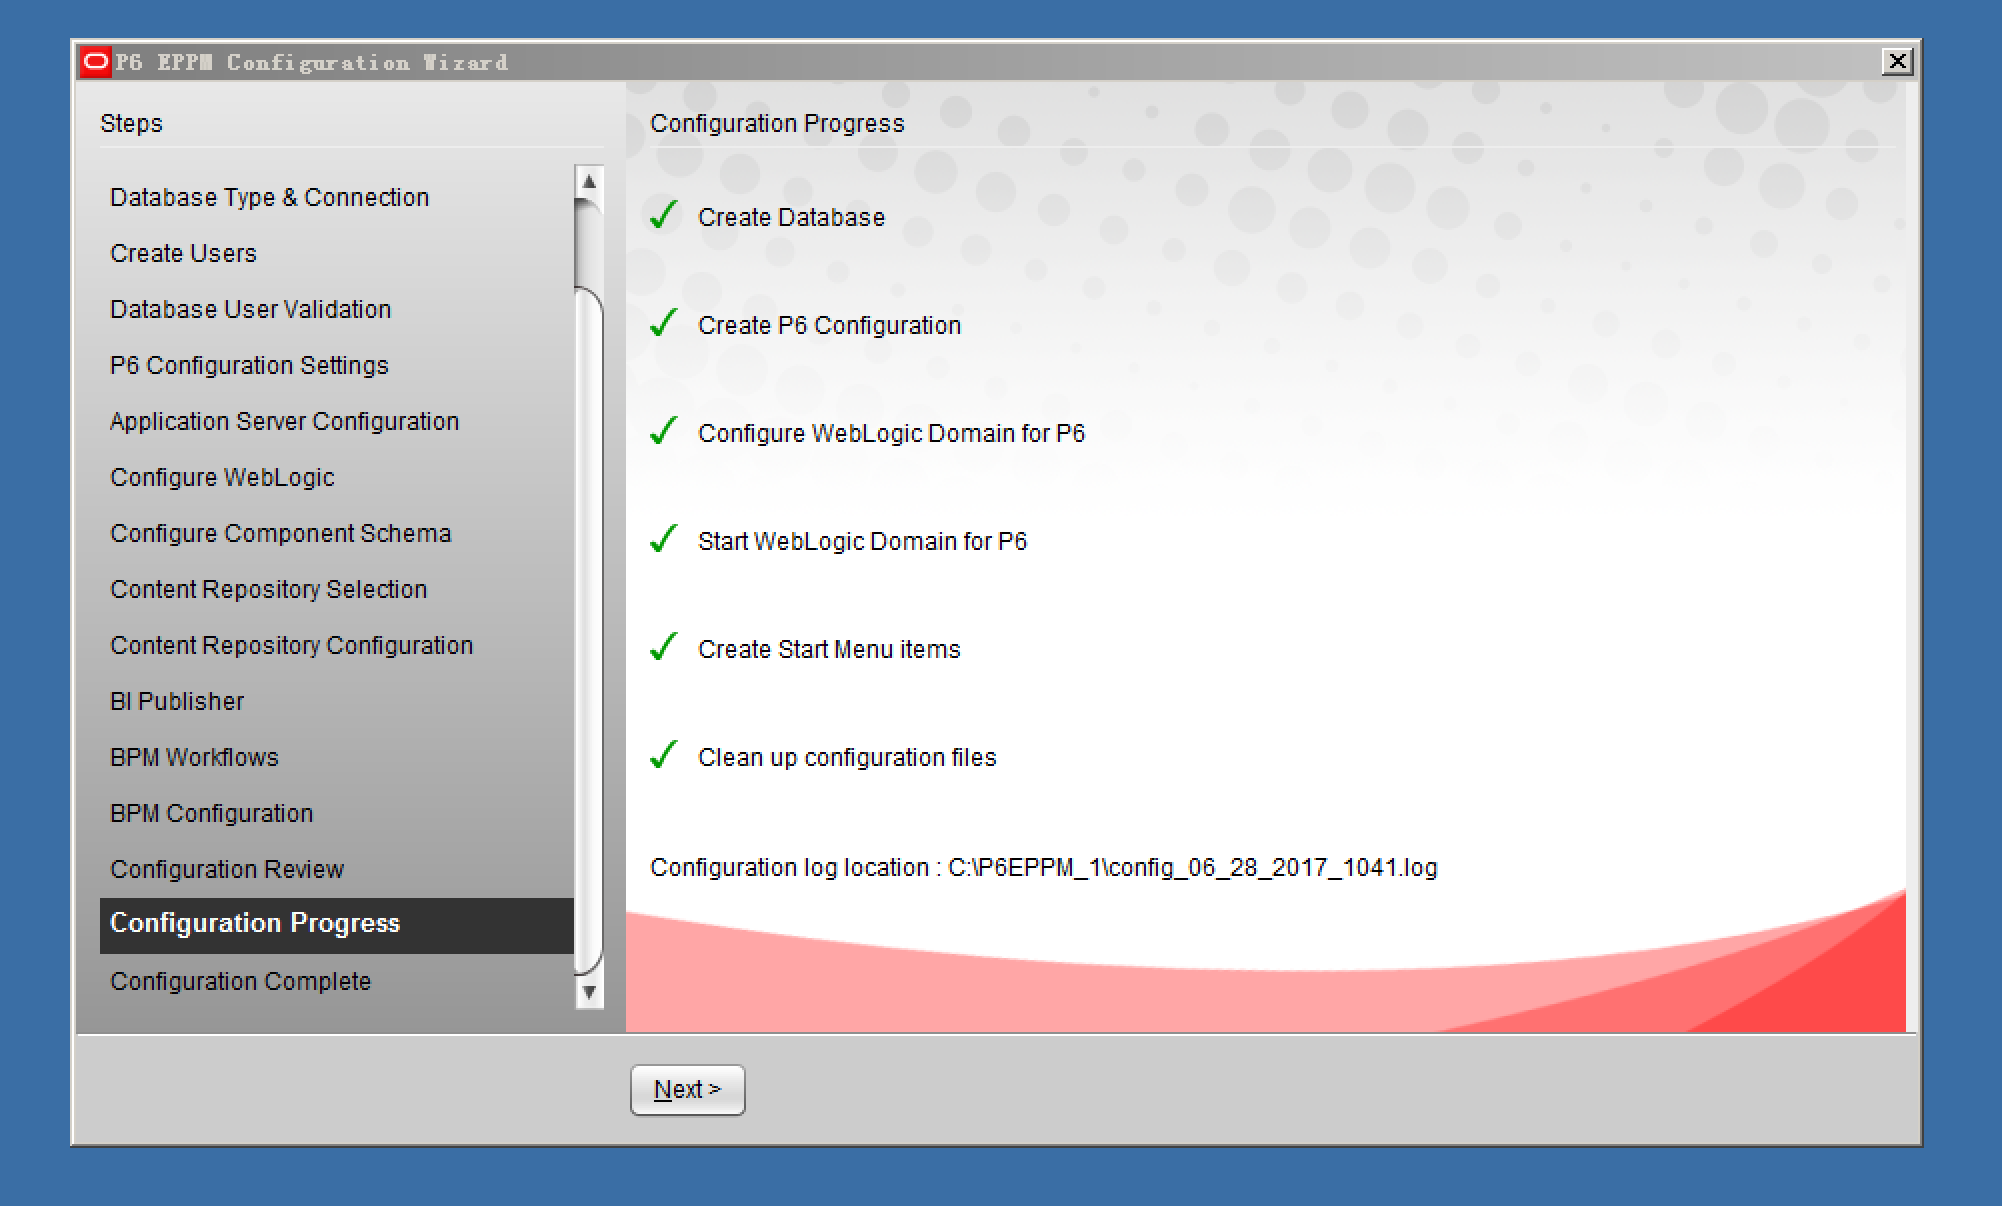 P6 EPPM Configuration Wizard
Steps
Database Type & Connection
Create Users
Database User Validation
P6 Configuration Settings
Application Server Configuration
Configure WebLogic
Configure Component Schema
Content Repository Selection
Content Repository Configuration
BI Publisher
BPM Workflows
BPM Configuration
Configuration Review
Configuration Progress
Configuration Complete
Configuration Progress
Create Database
Create P6 Configuration
Configure WebLogic Domain for P6
Start WebLogic Domain for P6
Create Start Menu items
Clean up configuration files
Configuration log location : C:\P6EPPM_1\config_06_28_2017_1041.log
Next >